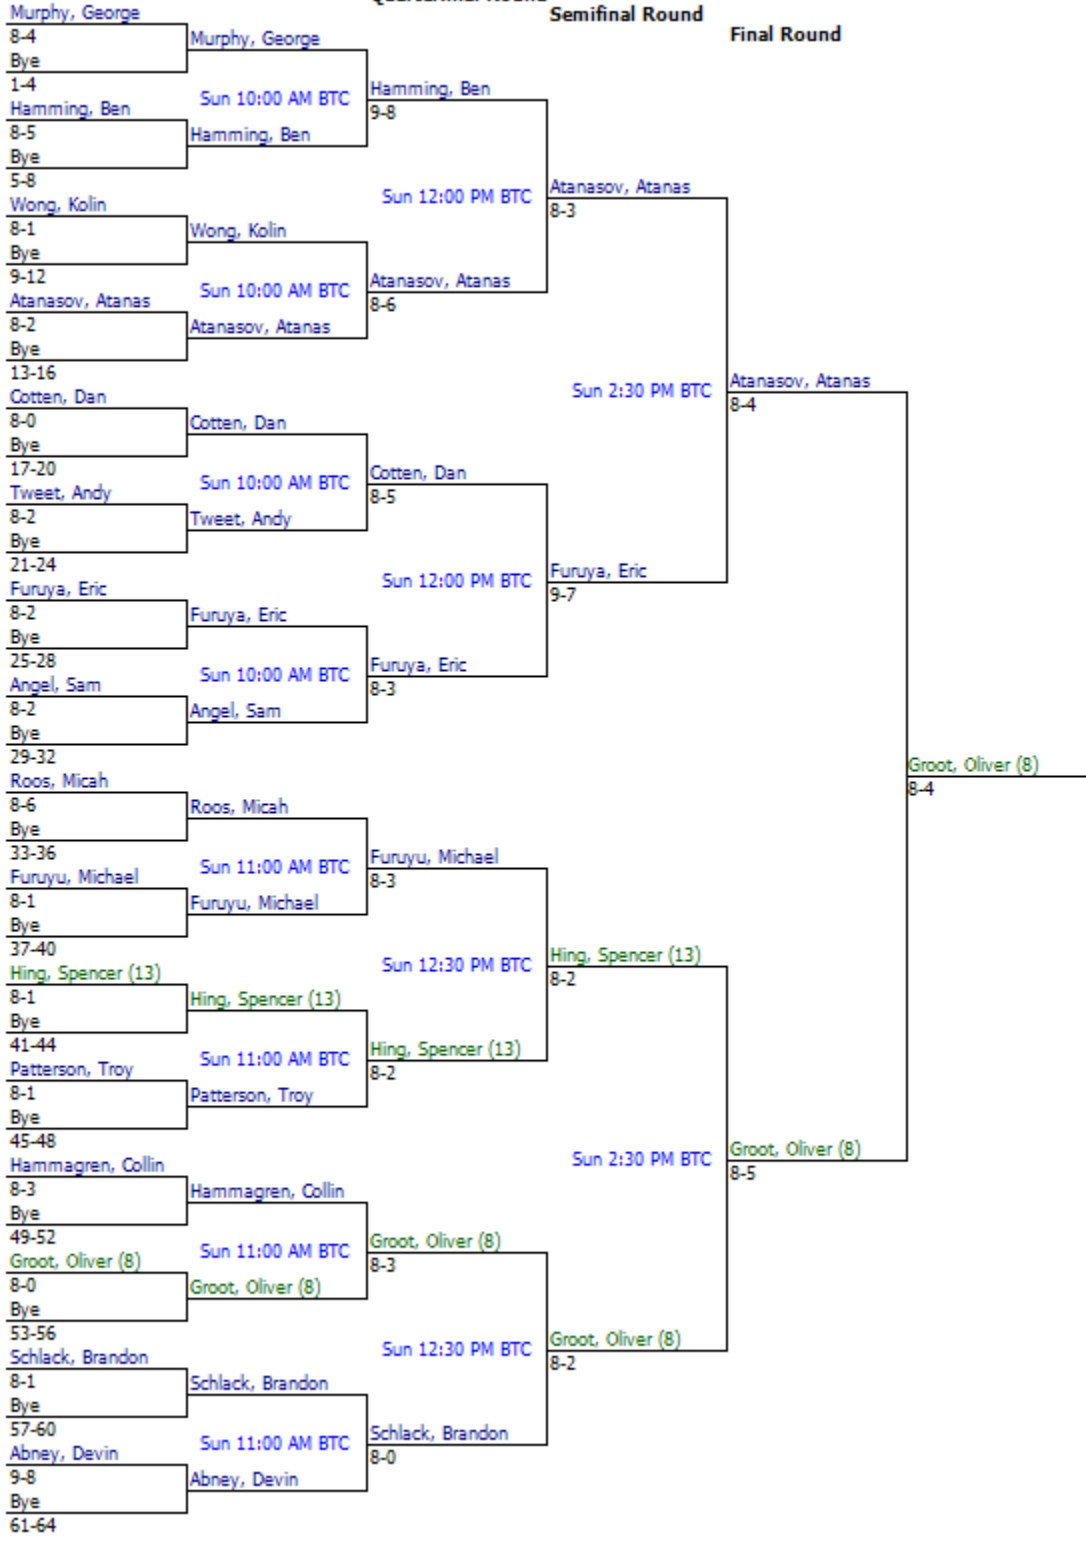 Quarterfinal Round
Semifinal Round
Final Round
Murphy, George
8-4
Bye
1-4
Hamming, Ben
8-5
Bye
5-8
Wong, Kolin
8-1
Bye
9-12
Atanasov, Atanas
8-2
Bye
13-16
Cotten, Dan
8-0
Bye
17-20
Tweet, Andy
8-2
Bye
21-24
Furuya, Eric
8-2
Bye
25-28
Angel, Sam
8-2
Bye
29-32
Roos, Micah
8-6
Bye
33-36
Furuyu, Michael
8-1
Bye
37-40
Hing, Spencer (13)
8-1
Bye
41-44
Patterson, Troy
8-1
Bye
45-48
Hammagren, Collin
8-3
Bye
49-52
Groot, Oliver (8)
8-0
Bye
53-56
Schlack, Brandon
8-1
Bye
57-60
Abney, Devin
9-8
Bye
61-64
Murphy, George
Sun 10:00 AM BTC
Hamming, Ben
Wong, Kolin
Sun 10:00 AM BTC
Atanasov, Atanas
Cotten, Dan
Sun 10:00 AM BTC
Tweet, Andy
Furuya, Eric
Sun 10:00 AM BTC
Angel, Sam
Roos, Micah
Sun 11:00 AM BTC
Furuyu, Michael
Hing, Spencer (13)
Sun 11:00 AM BTC
Patterson, Troy
Hammagren, Collin
Sun 11:00 AM BTC
Groot, Oliver (8)
Schlack, Brandon
Sun 11:00 AM BTC
Abney, Devin
Hamming, Ben
9-8
Sun 12:00 PM BTC
Atanasov, Atanas
8-6
Cotten, Dan
8-5
Sun 12:00 PM BTC
Furuya, Eric
8-3
Furuyu, Michael
8-3
Sun 12:30 PM BTC
Hing, Spencer (13)
8-2
Groot, Oliver (8)
8-3
Sun 12:30 PM BTC
Schlack, Brandon
8-0
Atanasov, Atanas
8-3
Sun 2:30 PM BTC
Furuya, Eric
9-7
Hing, Spencer (13)
8-2
Sun 2:30 PM BTC
Groot, Oliver (8)
8-2
Atanasov, Atanas
8-4
Groot, Oliver (8)
8-5
Groot, Oliver (8)
8-4